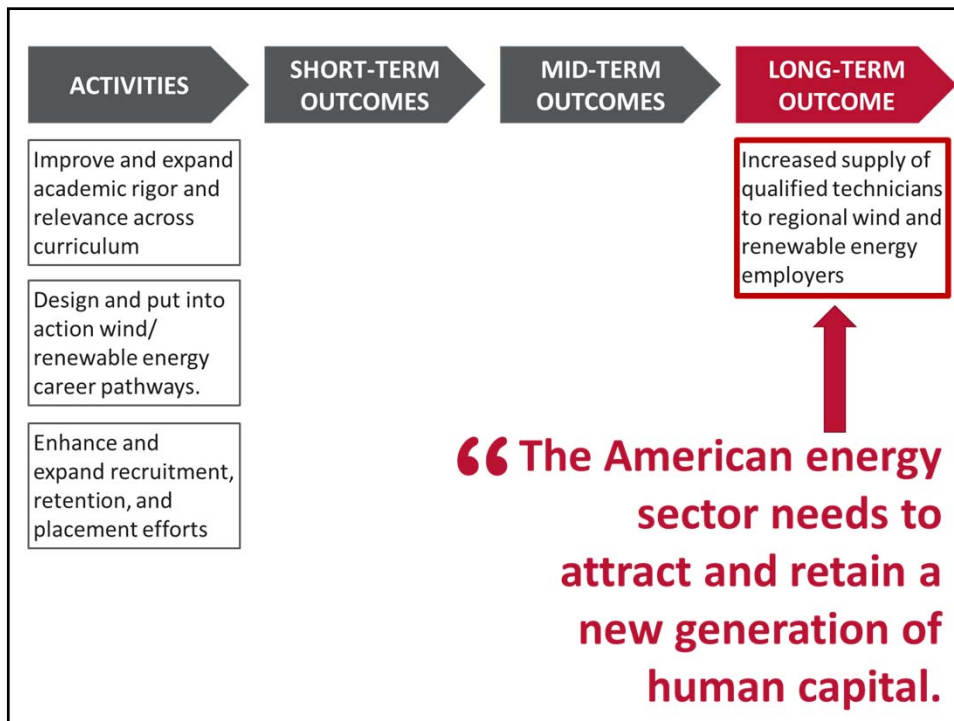 ACTIVITIES
SHORT-TERM
OUTCOMES
MID-TERM
OUTCOMES
LONG-TERM
OUTCOME
Improve and expand
academic rigor and
relevance across
curriculum
Design and put into
action wind/
renewable energy
career pathways.
Enhance and
expand recruitment,
retention, and
placement efforts
Increased supply of
qualified technicians
to regional wind and
renewable energy
employers
“ The American energy
sector needs to
attract and retain a
new generation of
human capital.